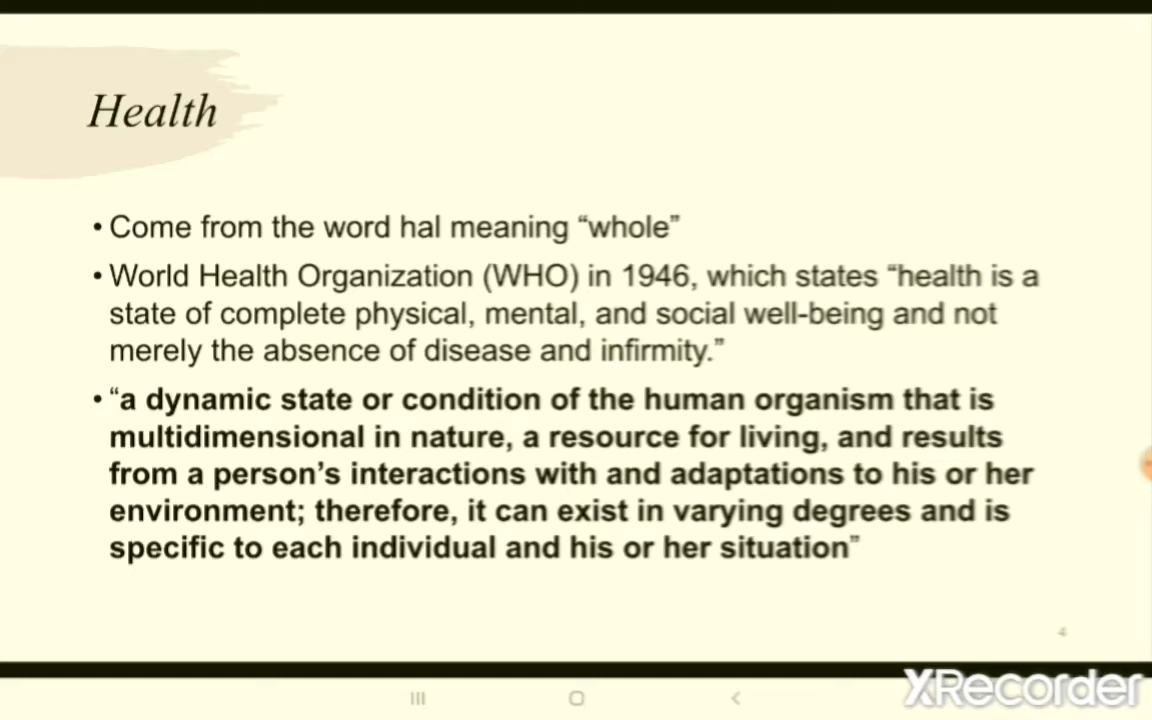 Health
• Come from the word hal meaning “whole”
• World Health Organization (WHO) in 1946, which states “health is a
state of complete physical, mental, and social well-being and not
merely the absence of disease and infirmity.”
• “a dynamic state or condition of the human organism that is
multidimensional in nature, a resource for living, and results
from a person’s interactions with and adaptations to his or her
environment; therefore, it can exist in varying degrees and is
specific to each individual and his or her situation”
4
XRecorder